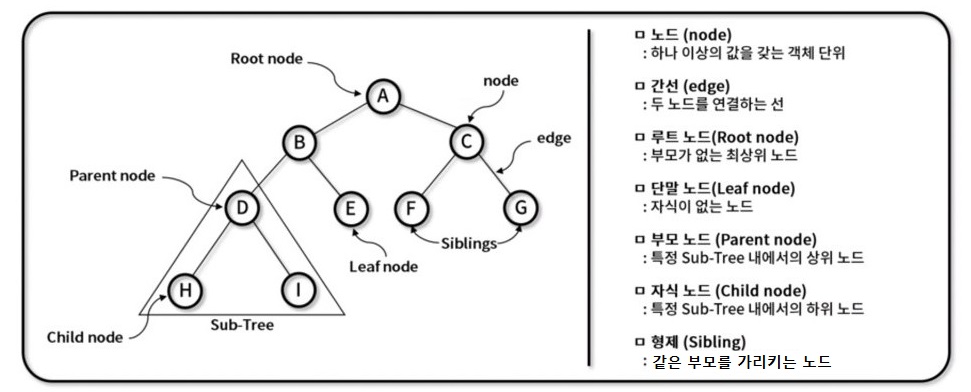 Root node
A
node
B
C
edge
Parent node
D
E
F
G
Siblings
Leaf node
H
I
Sub-Tree
Child node
ㅁ 노드 (node)
: 하나 이상의 값을 갖는 객체 단위
ㅁ 간선 (edge)
: 두 노드를 연결하는 선
ㅁ 루트 노드(Root node)
: 부모가 없는 최상위 노드
ㅁ 단말 노드(Leaf node)
: 자식이 없는 노드
ㅁ 부모 노드 (Parent node)
: 특정 Sub-Tree 내에서의 상위 노드
ㅁ 자식 노드 (Child node)
: 특정 Sub-Tree 내에서의 하위 노드
ㅁ 형제 (Sibling)
: 같은 부모를 가리키는 노드